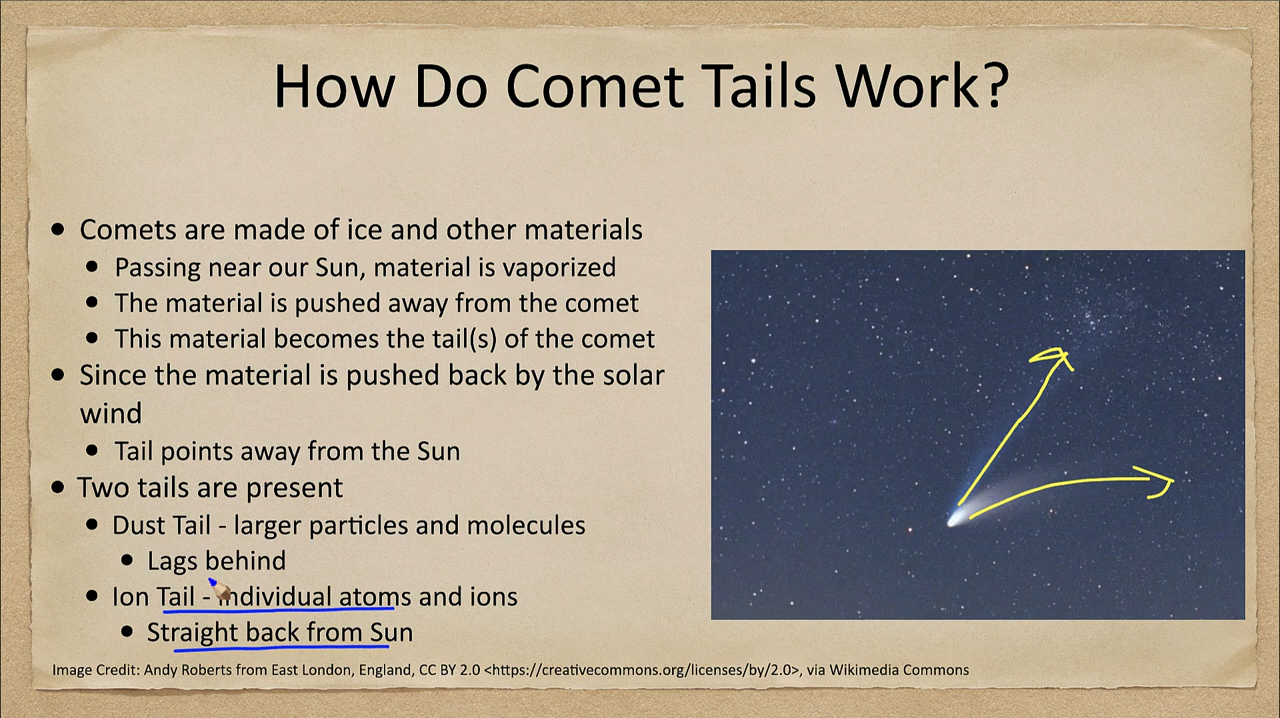 How Do Comet Tails Work?
• Comets are made of ice and other materials
• Passing near our Sun, material is vaporized
• The material is pushed away from the comet
• This material becomes the tail(s) of the comet
• Since the material is pushed back by the solar
wind
• Tail points away from the Sun
• Two tails are present
• Dust Tail - larger particles and molecules
• Lags behind
• Ion Tail - individual atoms and ions
• Straight back from Sun
Image Credit: Andy Roberts from East London, England, CC BY 2.0 <https://creativecommons.org/licenses/by/2.0>, via Wikimedia Commons